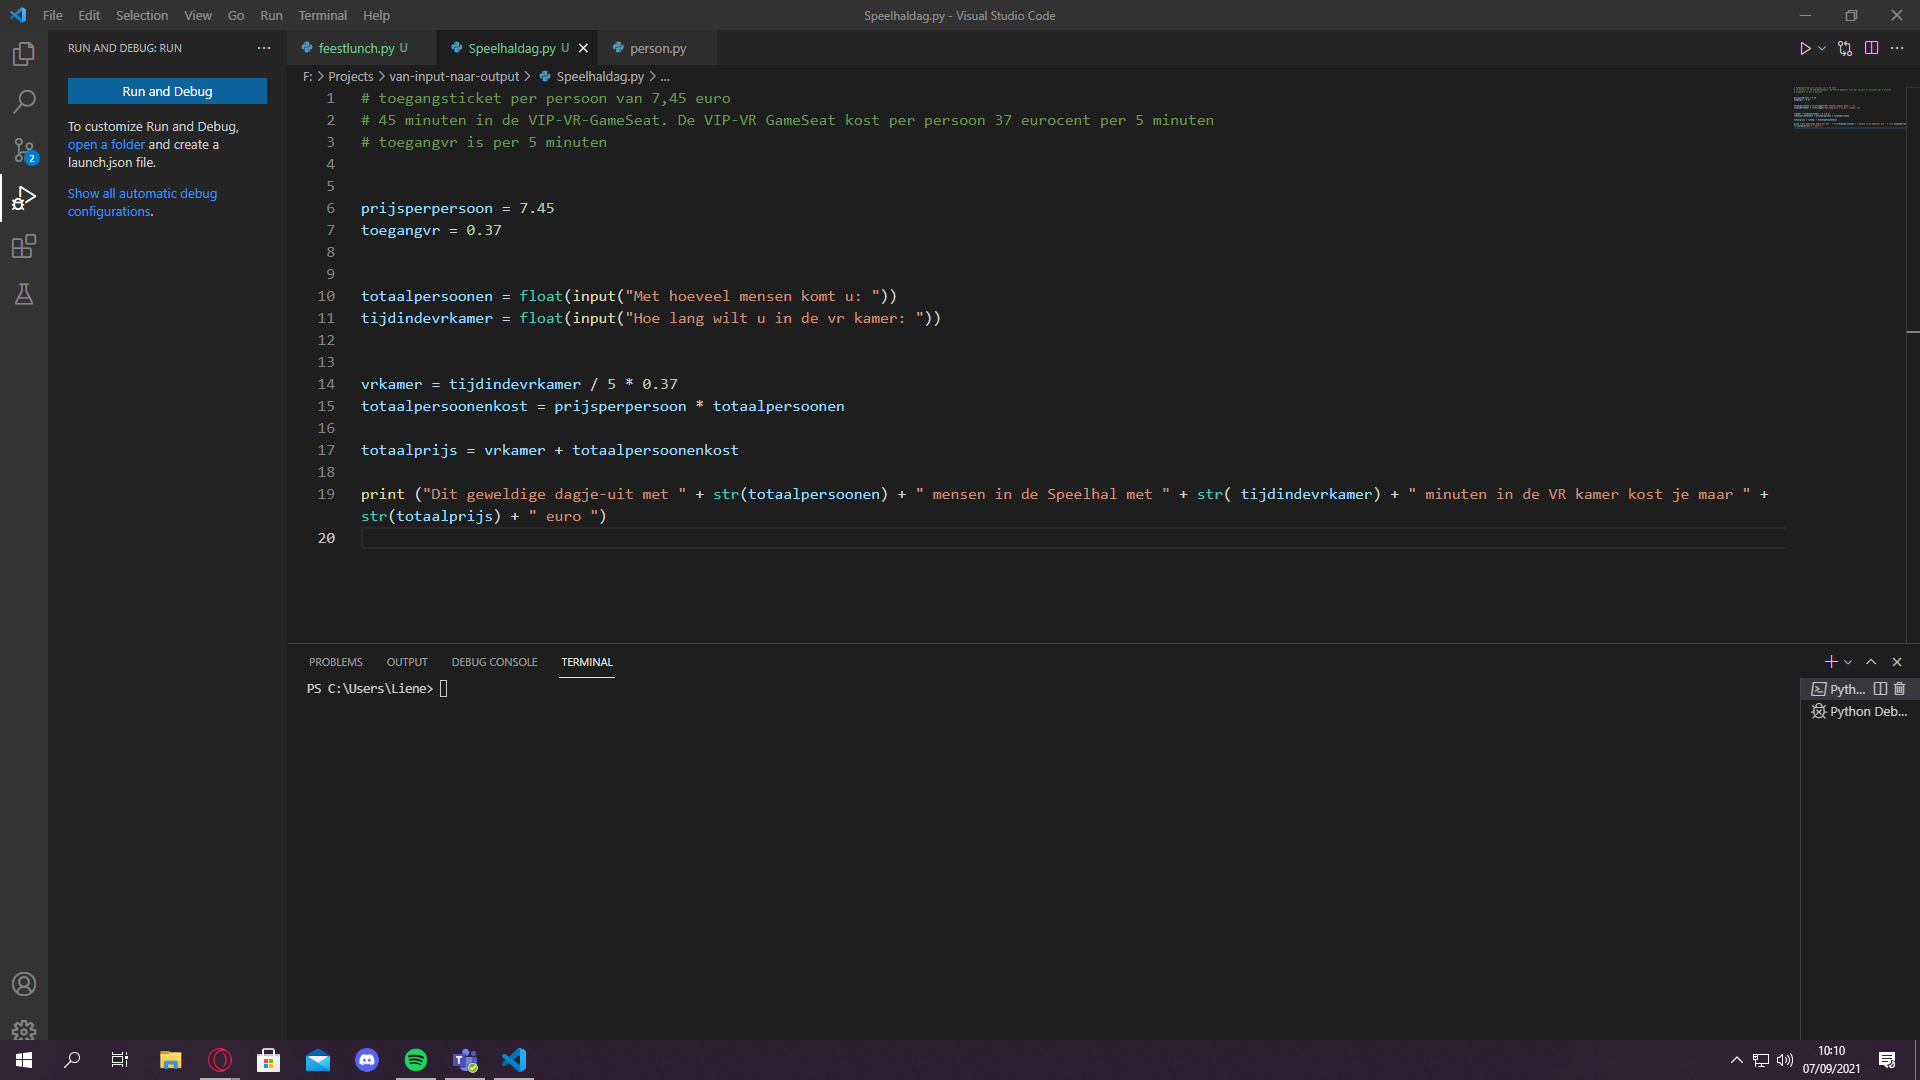 File Edit Selection View Go Run Terminal Help
Speelhaldag.py - Visual Studio Code
RUN AND DEBUG: RUN
Run and Debug
To customize Run and Debug,
open a folder and create a
launch.json file.
Show all automatic debug
configurations.
2
feestlunch.py U
Speelhaldag.py U
person.py
F: > Projects > van-input-naar-output > Speelhaldag.py > ...
1 # toegangsticket per persoon van 7,45 euro
2 # 45 minuten in de VIP-VR-GameSeat. De VIP-VR GameSeat kost per persoon 37 eurocent per 5 minuten
3 # toegangvr is per 5 minuten
4
5
6 prijsperpersoon = 7.45
7 toegangvr = 0.37
8
9
10 totaalpersoonen = float(input("Met hoeveel mensen komt u: "))
11 tijdindevrkamer = float(input("Hoe lang wilt u in de vr kamer: "))
12
13
14 vrkamer = tijdindevrkamer / 5 * 0.37
15 totaalpersoonenkost = prijsperpersoon * totaalpersoonen
16
17 totaalprijs = vrkamer + totaalpersoonenkost
18
19 print ("Dit geweldige dagje-uit met " + str(totaalpersoonen) + " mensen in de Speelhal met " + str( tijdindevrkamer) + " minuten in de VR kamer kost je maar " +
str(totaalprijs) + " euro ")
20
PROBLEMS OUTPUT DEBUG CONSOLE TERMINAL
PS C:\Users\Liene>
Pyth...
Python Deb...
10:10
07/09/2021